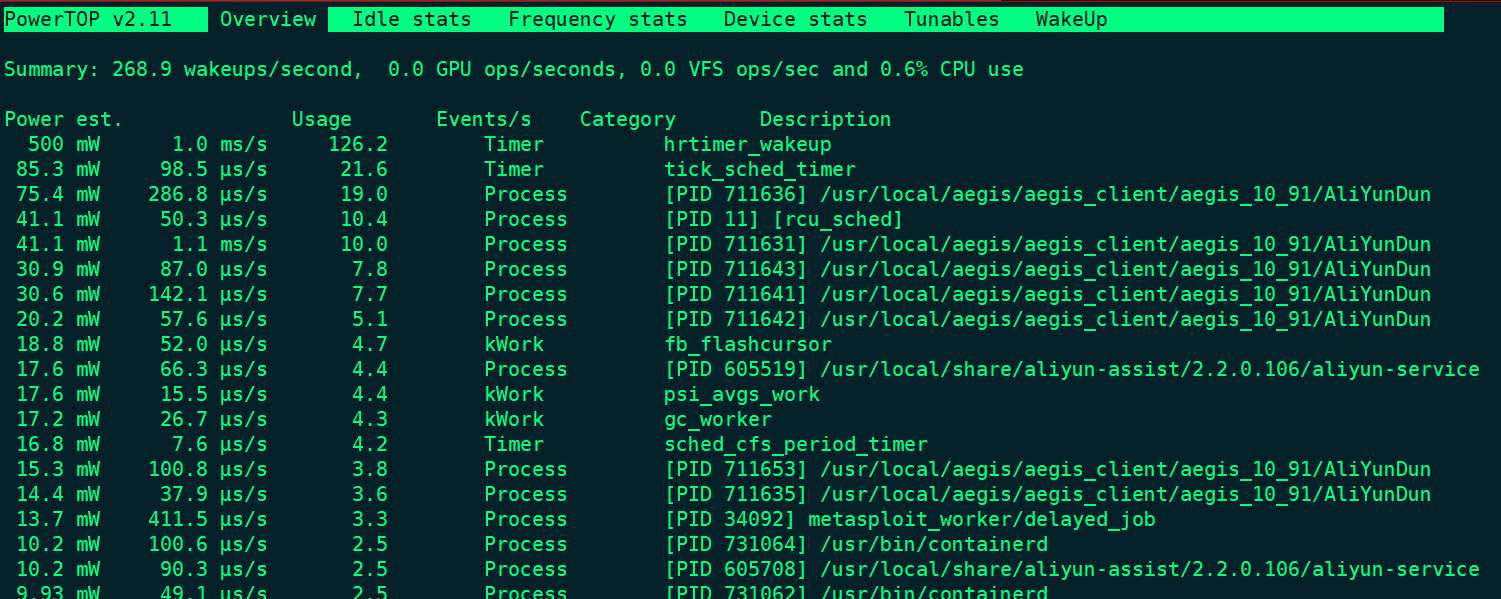 PowerTOP v2.11 Overview Idle stats Frequency stats Device stats Tunables WakeUp
Summary: 268.9 wakeups/second, 0.0 GPU ops/seconds, 0.0 VFS ops/sec and 0.6% CPU use
Power est. Usage Events/s Category Description
500 mW 1.0 ms/s 126.2 Timer hrtimer_wakeup
85.3 mW 98.5 µs/s 21.6 Timer tick_sched_timer
75.4 mW 286.8 µs/s 19.0 Process [PID 711636] /usr/local/aegis/aegis_client/aegis_10_91/AliYunDun
41.1 mW 50.3 µs/s 10.4 Process [PID 11] [rcu_sched]
41.1 mW 1.1 ms/s 10.0 Process [PID 711631] /usr/local/aegis/aegis_client/aegis_10_91/AliYunDun
30.9 mW 87.0 µs/s 7.8 Process [PID 711643] /usr/local/aegis/aegis_client/aegis_10_91/AliYunDun
30.6 mW 142.1 µs/s 7.7 Process [PID 711641] /usr/local/aegis/aegis_client/aegis_10_91/AliYunDun
20.2 mW 57.6 µs/s 5.1 Process [PID 711642] /usr/local/aegis/aegis_client/aegis_10_91/AliYunDun
18.8 mW 52.0 µs/s 4.7 kWork fb_flashcursor
17.6 mW 66.3 µs/s 4.4 Process [PID 605519] /usr/local/share/aliyun-assist/2.2.0.106/aliyun-service
17.6 mW 15.5 µs/s 4.4 kWork psi_avgs_work
17.2 mW 26.7 µs/s 4.3 kWork gc_worker
16.8 mW 7.6 µs/s 4.2 Timer sched_cfs_period_timer
15.3 mW 100.8 µs/s 3.8 Process [PID 711653] /usr/local/aegis/aegis_client/aegis_10_91/AliYunDun
14.4 mW 37.9 µs/s 3.6 Process [PID 711635] /usr/local/aegis/aegis_client/aegis_10_91/AliYunDun
13.7 mW 411.5 µs/s 3.3 Process [PID 34092] metasploit_worker/delayed_job
10.2 mW 100.6 µs/s 2.5 Process [PID 731064] /usr/bin/containerd
10.2 mW 90.3 µs/s 2.5 Process [PID 605708] /usr/local/share/aliyun-assist/2.2.0.106/aliyun-service
9.93 mW 49.1 µs/s 2.5 Process [PID 731062] /usr/bin/containerd